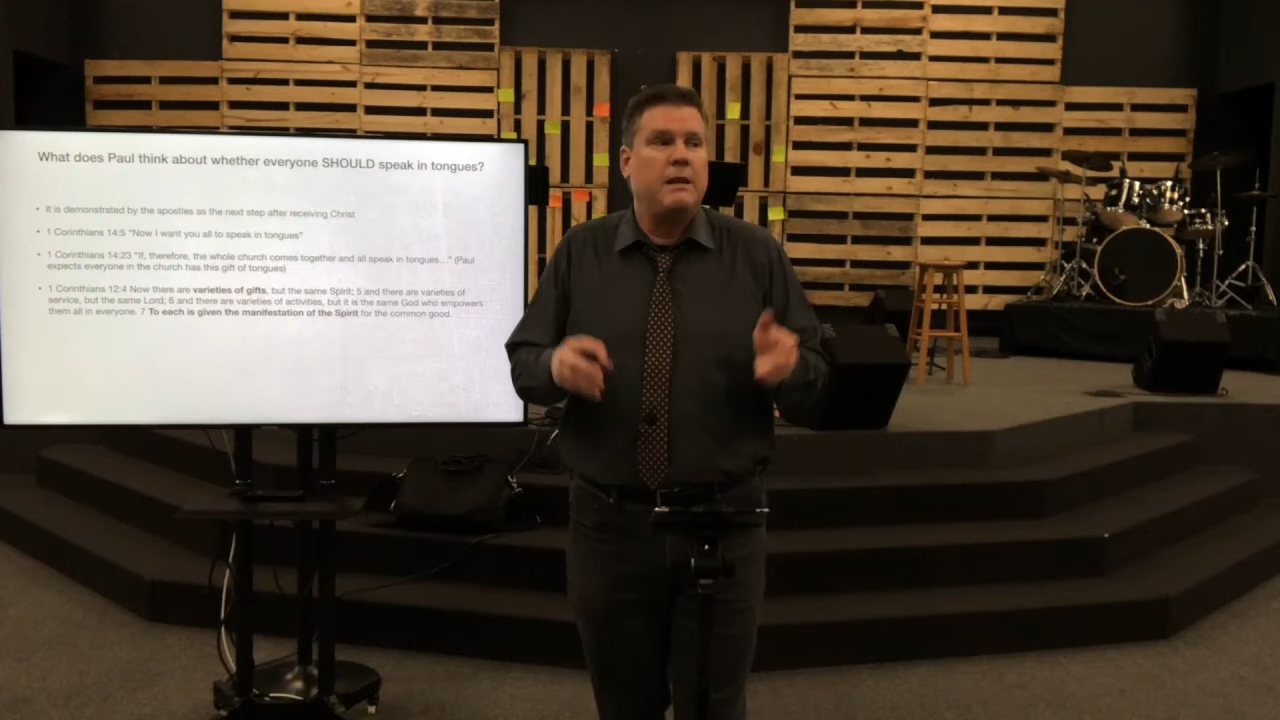 What does Paul think about whether everyone SHOULD speak in tongues?
• It is demonstrated by the apostles as the next step after receiving Christ
• 1 Corinthians 14:5 "Now I want you all to speak in tongues"
• 1 Corinthians 14:23 "If, therefore, the whole church comes together and all speak in tongues…" (Paul
expects everyone in the church has this gift of tongues)
• 1 Corinthians 12:4 Now there are varieties of gifts, but the same Spirit; 5 and there are varieties of
service, but the same Lord; 6 and there are varieties of activities, but it is the same God who empowers
them all in everyone. 7 To each is given the manifestation of the Spirit for the common good.